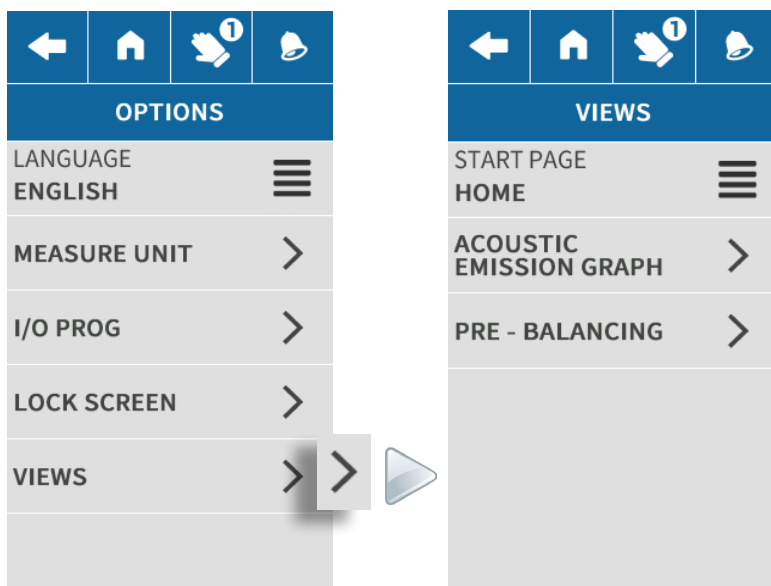 1
OPTIONS
LANGUAGE
ENGLISH
MEASURE UNIT
I/O PROG
LOCK SCREEN
VIEWS
1
VIEWS
START PAGE
HOME
ACOUSTIC
EMISSION GRAPH
PRE - BALANCING